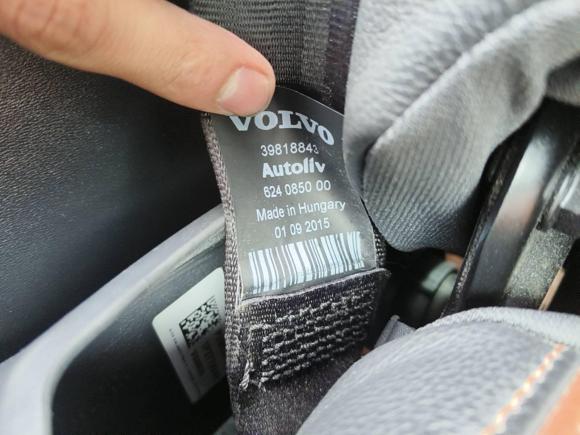 VOLVO
39818843
Autoliv
624 0850 00
Made in Hungary
01 09 2015